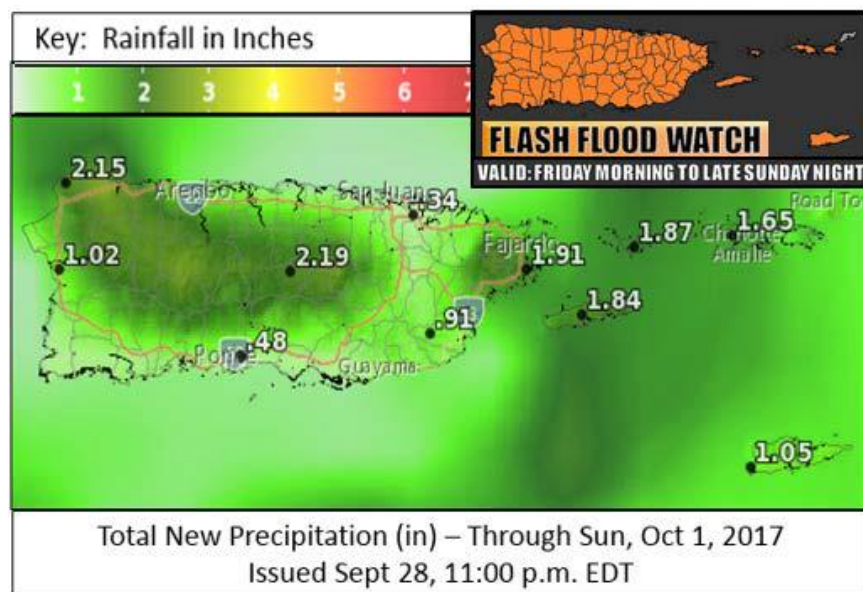 Key: Rainfall in Inches
1 2 3 4 5 6 7
FLASH FLOOD WATCH
VALID: FRIDAY MORNING TO LATE SUNDAY NIGHT
2.15
Arecibo
San Juan
.34
Road Tow
1.02
2.19
Fajardo
1.91
1.87
1.65
Charlotte
Amalie
1.84
.91
.48
Ponce
Guayama
1.05
Total New Precipitation (in) – Through Sun, Oct 1, 2017
Issued Sept 28, 11:00 p.m. EDT